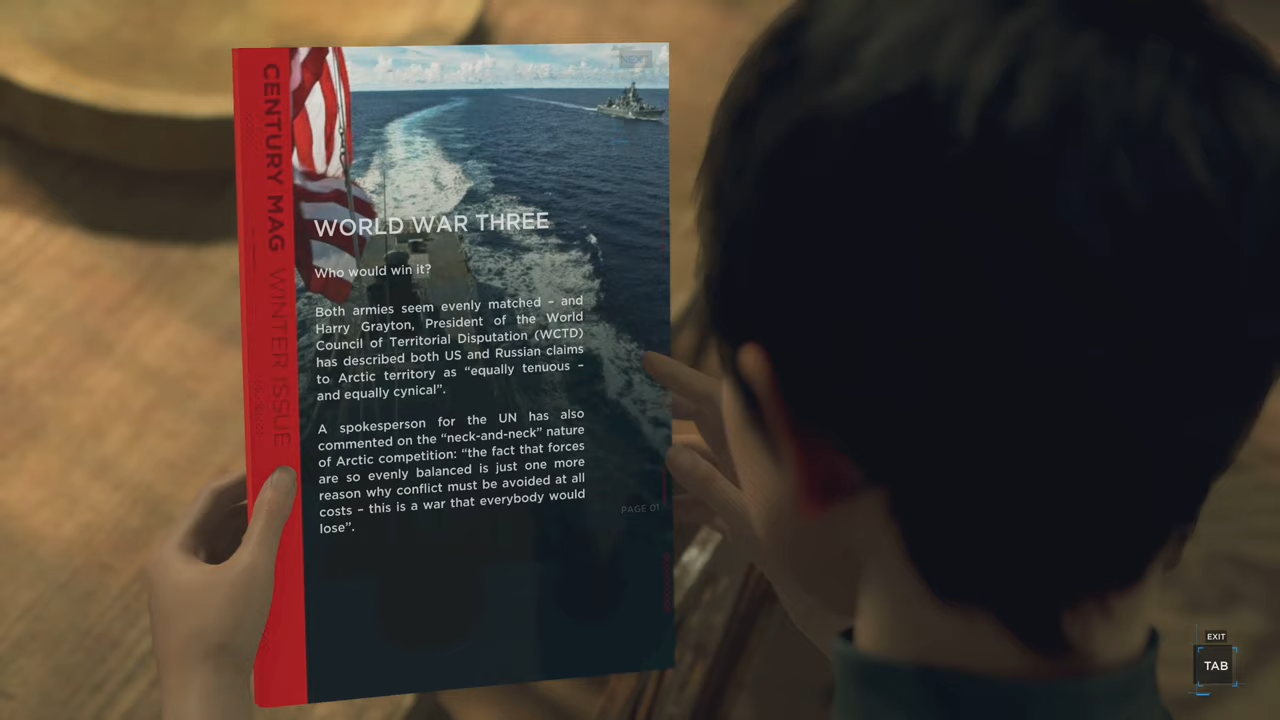 CENTURY MAG WINTER ISSUE
NEXT
WORLD WAR THREE
Who would win it?
Both armies seem evenly matched – and
Harry Grayton, President of the World
Council of Territorial Disputation (WCTD)
has described both US and Russian claims
to Arctic territory as “equally tenuous –
and equally cynical”.
A spokesperson for the UN has also
commented on the “neck-and-neck” nature
of Arctic competition: “the fact that forces
are so evenly balanced is just one more
reason why conflict must be avoided at all
costs – this is a war that everybody would
lose”.
PAGE 01
EXIT
TAB